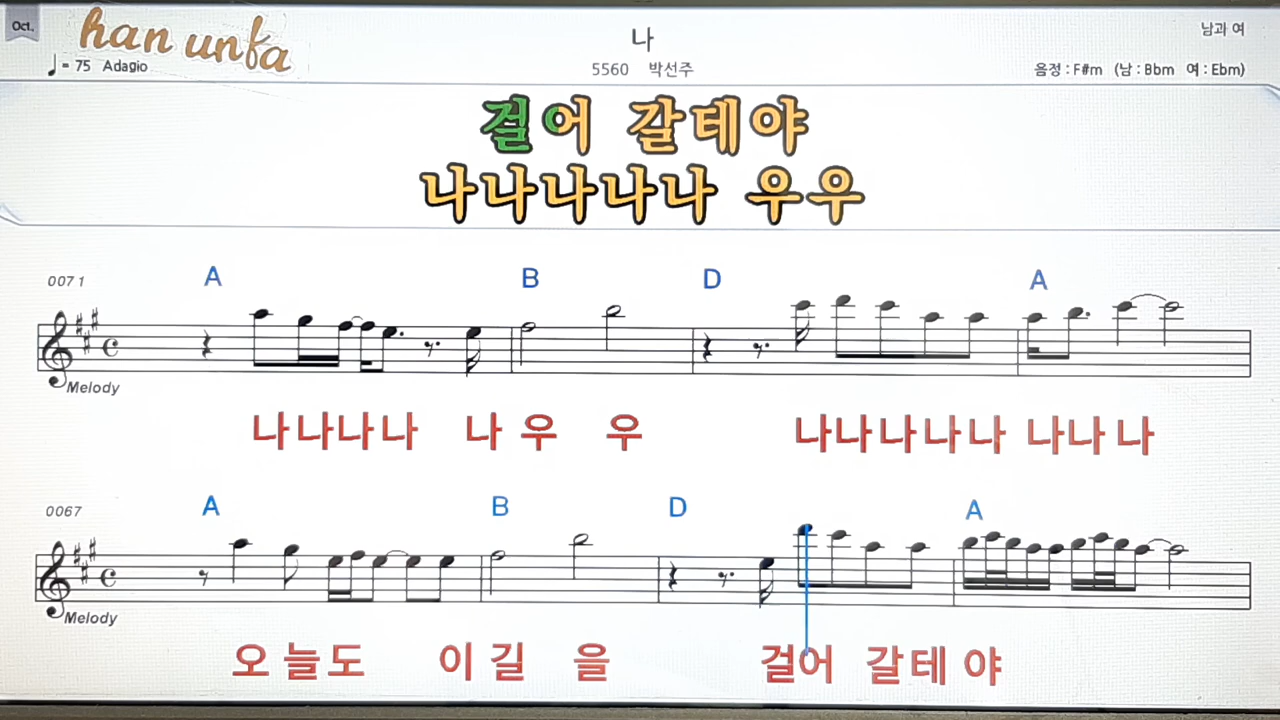 Oct.
han unfa
♩= 75 Adagio
나
5560 박선주
남과 여
음정 : F#m (남 : Bbm 여 : Ebm)
걸어 갈테야
나나나나나 우우
0071
A B D A
Melody
나나나나 나 우 우 나나나나나 나나 나
0067
A B D A
Melody
오 늘도 이 길 을 걸어 갈테 야